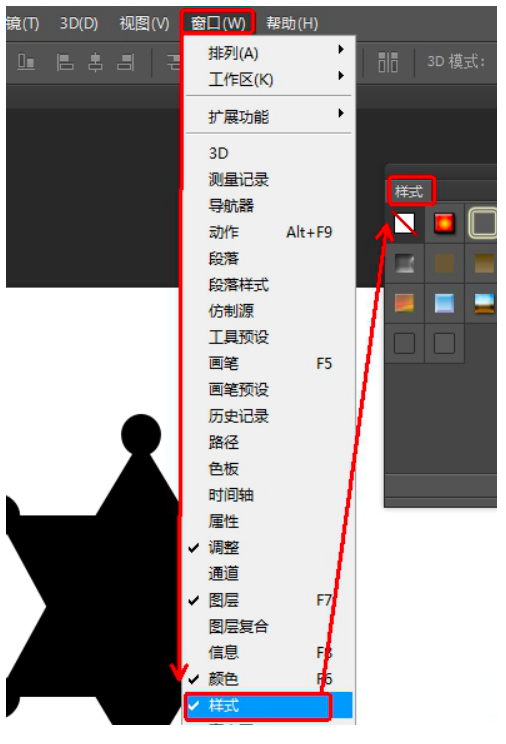 镜(T) 3D(D) 视图(V) 窗口(W) 帮助(H)
3D 模式:
排列(A)
工作区(K)
扩展功能
3D
测量记录
导航器
动作 Alt+F9
段落
段落样式
仿制源
工具预设
画笔 F5
画笔预设
历史记录
路径
色板
时间轴
属性
调整
通道
图层 F7
图层复合
信息 F8
颜色 F6
样式
样式